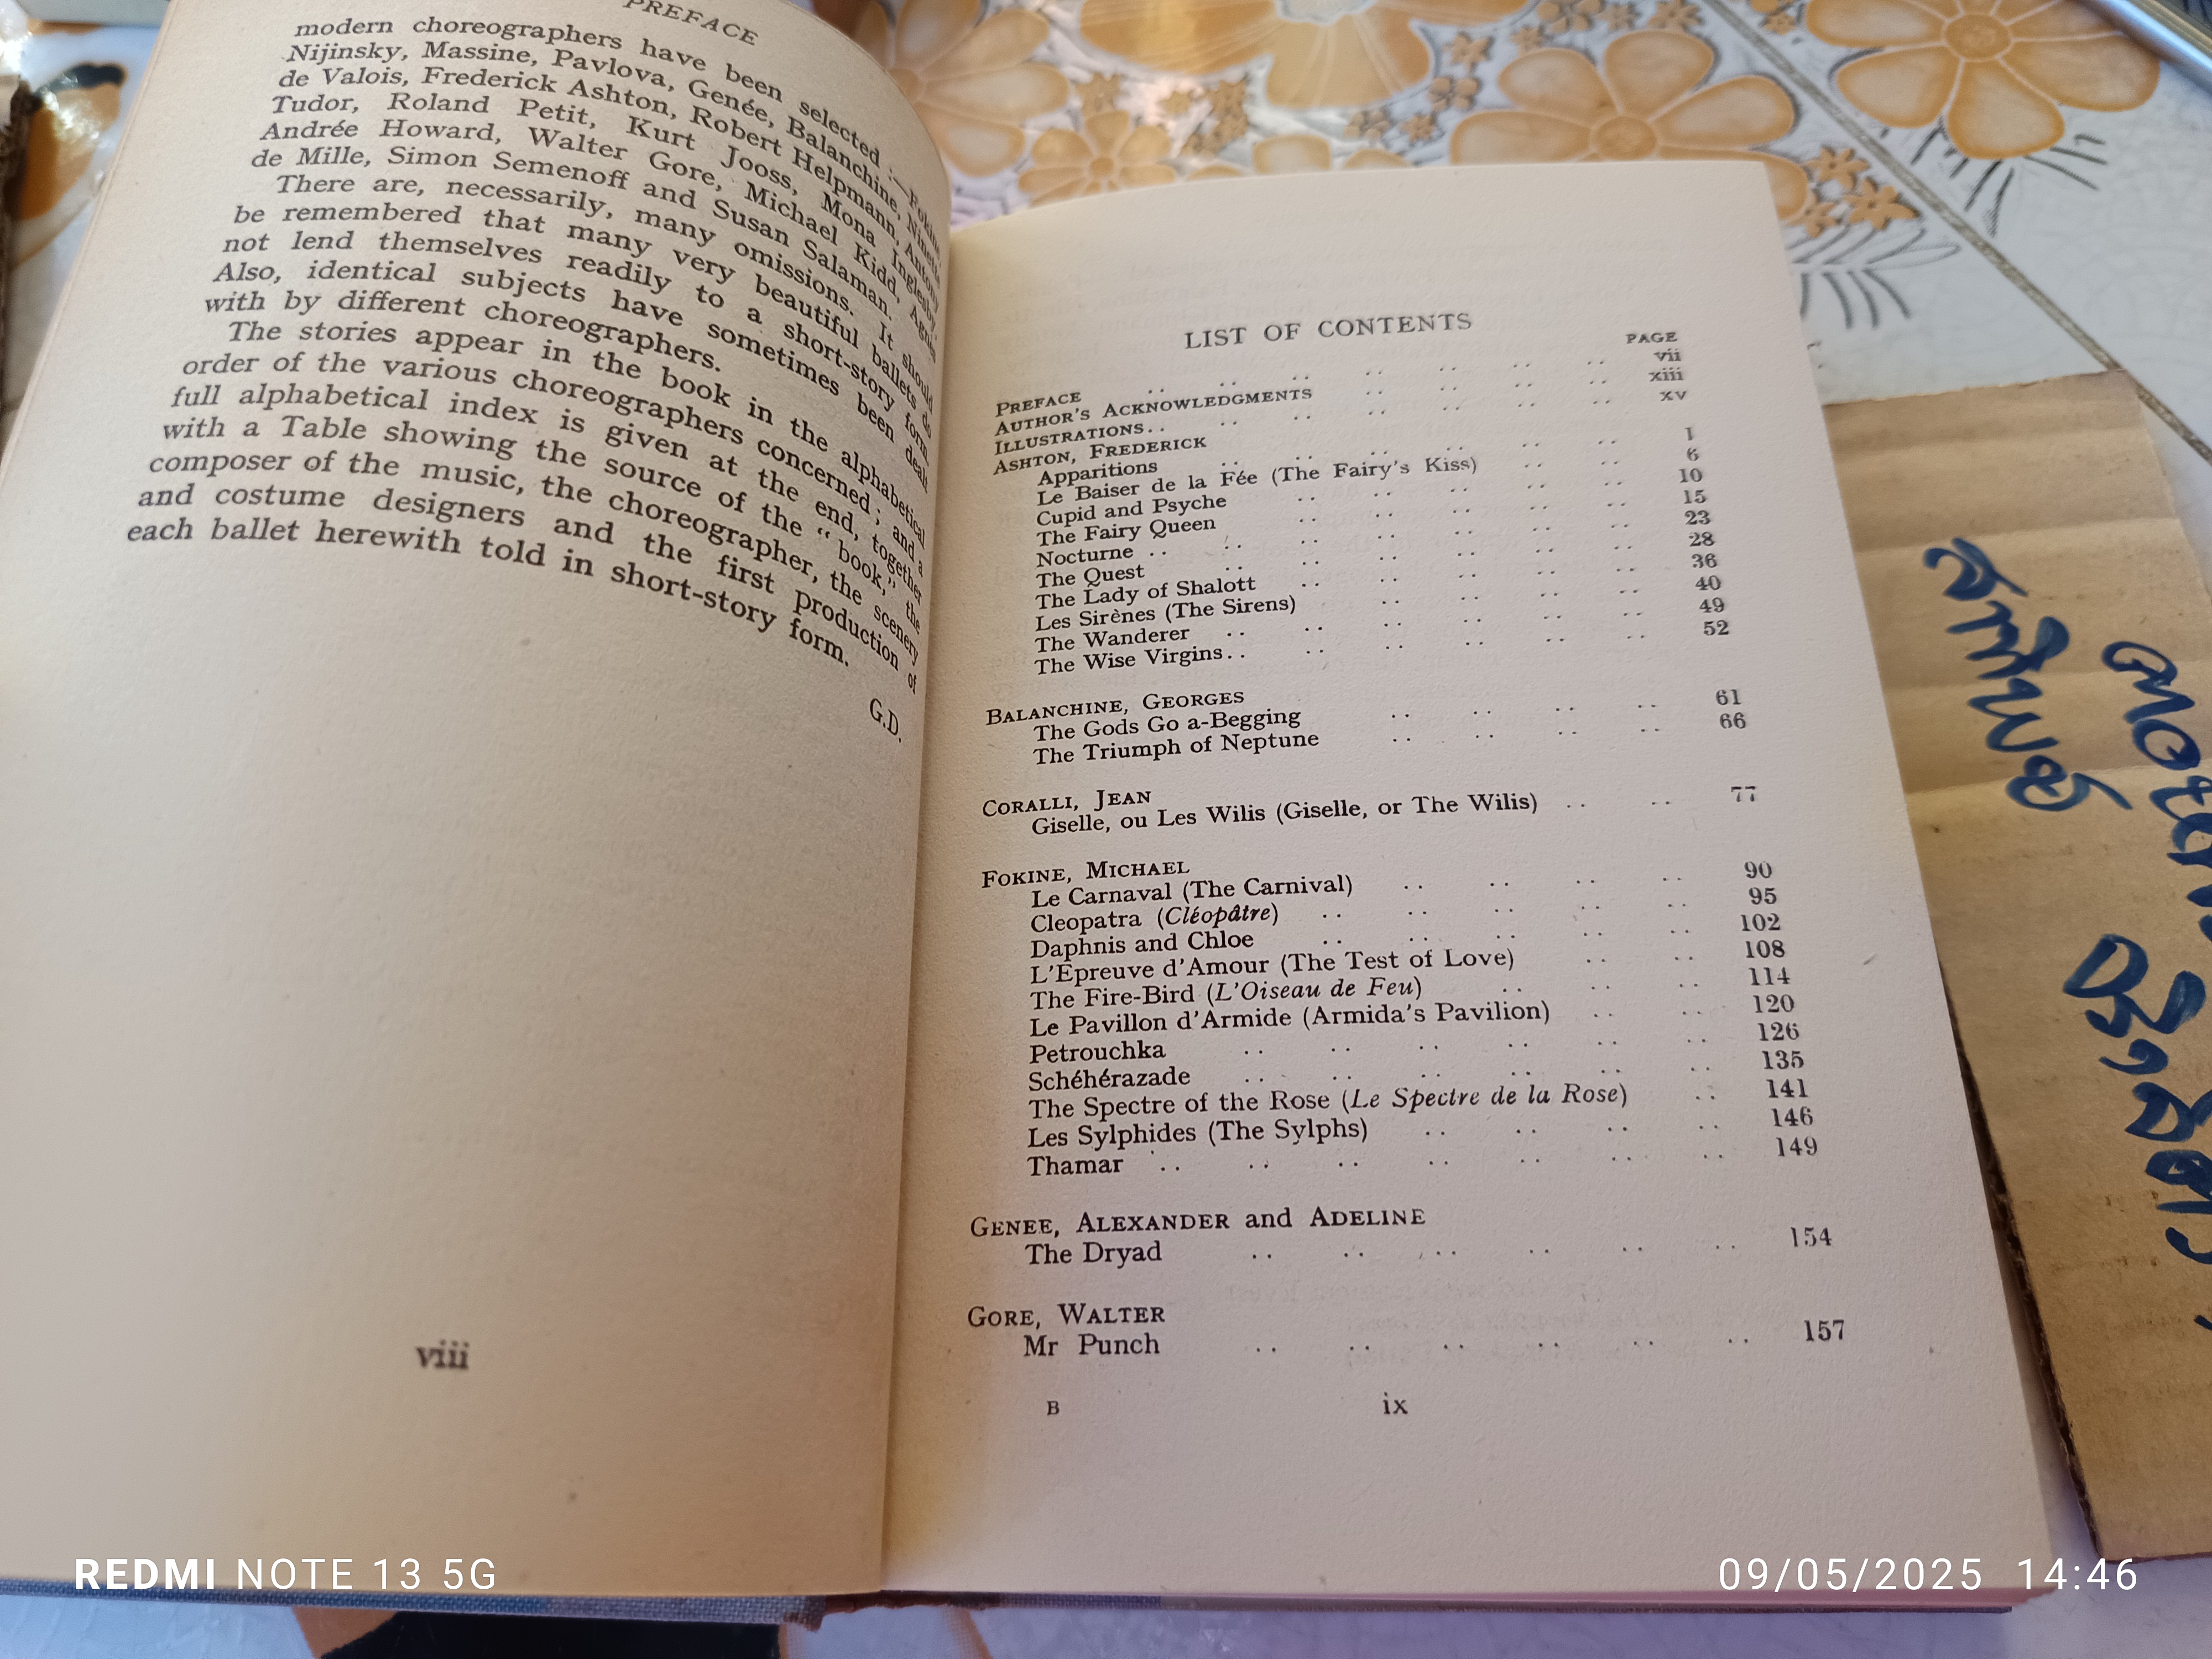 PREFACE
modern choreographers have been selected :—Fokine,
Nijinsky, Massine, Pavlova, Genée, Balanchine, Ninette
de Valois, Frederick Ashton, Robert Helpmann, Antony
Tudor, Roland Petit, Kurt Jooss, Mona Inglesby,
Andrée Howard, Walter Gore, Michael Kidd, Agnes
de Mille, Simon Semenoff and Susan Salaman.
There are, necessarily, many omissions. It should
be remembered that many very beautiful ballets do
not lend themselves readily to a short-story form.
Also, identical subjects have sometimes been dealt
with by different choreographers.
The stories appear in the book in the alphabetical
order of the various choreographers concerned ; and a
full alphabetical index is given at the end, together
with a Table showing the source of the “ book,” the
composer of the music, the choreographer, the scenery
and costume designers and the first production of
each ballet herewith told in short-story form.
G.D.
viii
LIST OF CONTENTS
PAGE
PREFACE .. .. .. .. .. .. .. vii
AUTHOR'S ACKNOWLEDGMENTS .. .. .. .. xiii
ILLUSTRATIONS .. .. .. .. .. .. .. xv
ASHTON, FREDERICK
Apparitions .. .. .. .. .. .. 1
Le Baiser de la Fée (The Fairy's Kiss) .. .. 6
Cupid and Psyche .. .. .. .. .. 10
The Fairy Queen .. .. .. .. .. 15
Nocturne .. .. .. .. .. .. 23
The Quest .. .. .. .. .. .. 28
The Lady of Shalott .. .. .. .. .. 36
Les Sirènes (The Sirens) .. .. .. .. 40
The Wanderer .. .. .. .. .. .. 49
The Wise Virgins .. .. .. .. .. .. 52
BALANCHINE, GEORGES
The Gods Go a-Begging .. .. .. .. 61
The Triumph of Neptune .. .. .. .. 66
CORALLI, JEAN
Giselle, ou Les Wilis (Giselle, or The Wilis) .. .. 77
FOKINE, MICHAEL
Le Carnaval (The Carnival) .. .. .. .. 90
Cleopatra (Cléopâtre) .. .. .. .. .. 95
Daphnis and Chloe .. .. .. .. .. 102
L'Epreuve d'Amour (The Test of Love) .. .. 108
The Fire-Bird (L'Oiseau de Feu) .. .. .. 114
Le Pavillon d'Armide (Armida's Pavilion) .. .. 120
Petrouchka .. .. .. .. .. .. 126
Schéhérazade .. .. .. .. .. .. 135
The Spectre of the Rose (Le Spectre de la Rose) .. 141
Les Sylphides (The Sylphs) .. .. .. .. 146
Thamar .. .. .. .. .. .. .. 149
GENEE, ALEXANDER and ADELINE
The Dryad .. .. .. .. .. .. 154
GORE, WALTER
Mr Punch .. .. .. .. .. .. 157
B ix
REDMI NOTE 13 5G
09/05/2025 14:46